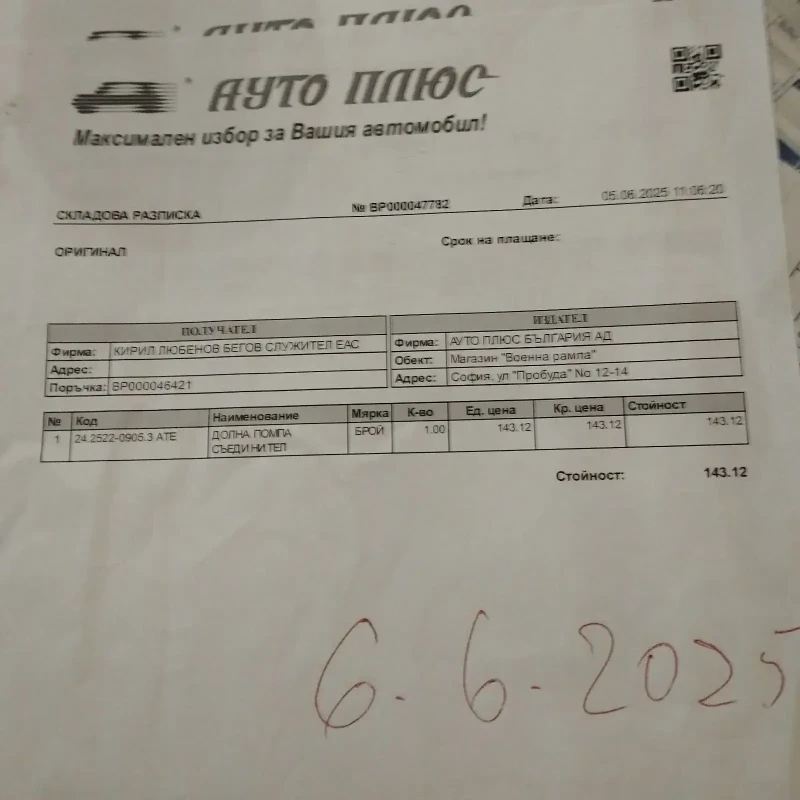 АУТО ПЛЮС
Максимален избор за Вашия автомобил!
СКЛАДОВА РАЗПИСКА № BP000047782 Дата: 05.06.2025 11:06:20
ОРИГИНАЛ Срок на плащане:
ПОЛУЧАТЕЛ
Фирма: КИРИЛ ЛЮБЕНОВ БЕГОВ СЛУЖИТЕЛ ЕАС
Адрес:
Поръчка: BP000046421
ИЗДАТЕЛ
Фирма: АУТО ПЛЮС БЪЛГАРИЯ АД
Обект: Магазин "Военна рампа"
Адрес: София, ул "Пробуда" No 12-14
№ Код Наименование Мярка К-во Ед. цена Кр. цена Стойност
1 24.2522-0905.3 ATE ДОЛНА ПОМПА БРОЙ 1.00 143.12 143.12 143.12
СЪЕДИНИТЕЛ
Стойност: 143.12
6.6.2025